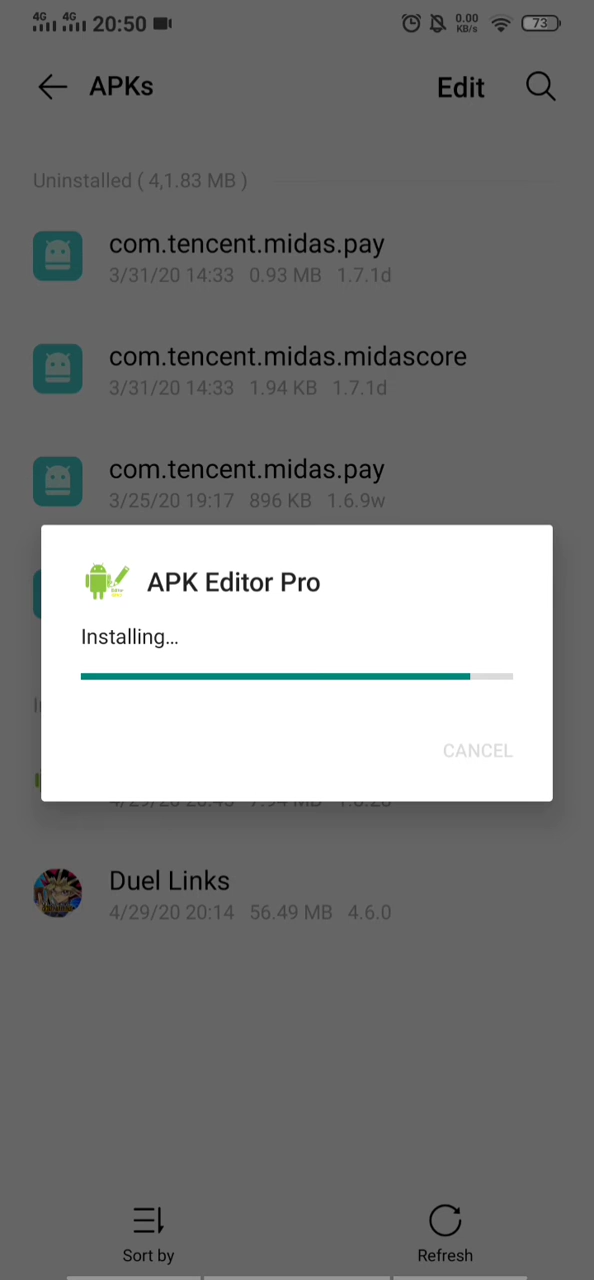 4G 4G 20:50 0.00 KB/s 73
APKs Edit
Uninstalled ( 4,1.83 MB )
com.tencent.midas.pay
3/31/20 14:33 0.93 MB 1.7.1d
com.tencent.midas.midascore
3/31/20 14:33 1.94 KB 1.7.1d
com.tencent.midas.pay
3/25/20 19:17 896 KB 1.6.9w
APK Editor Pro
Installing...
CANCEL
Duel Links
4/29/20 20:14 56.49 MB 4.6.0
Sort by Refresh